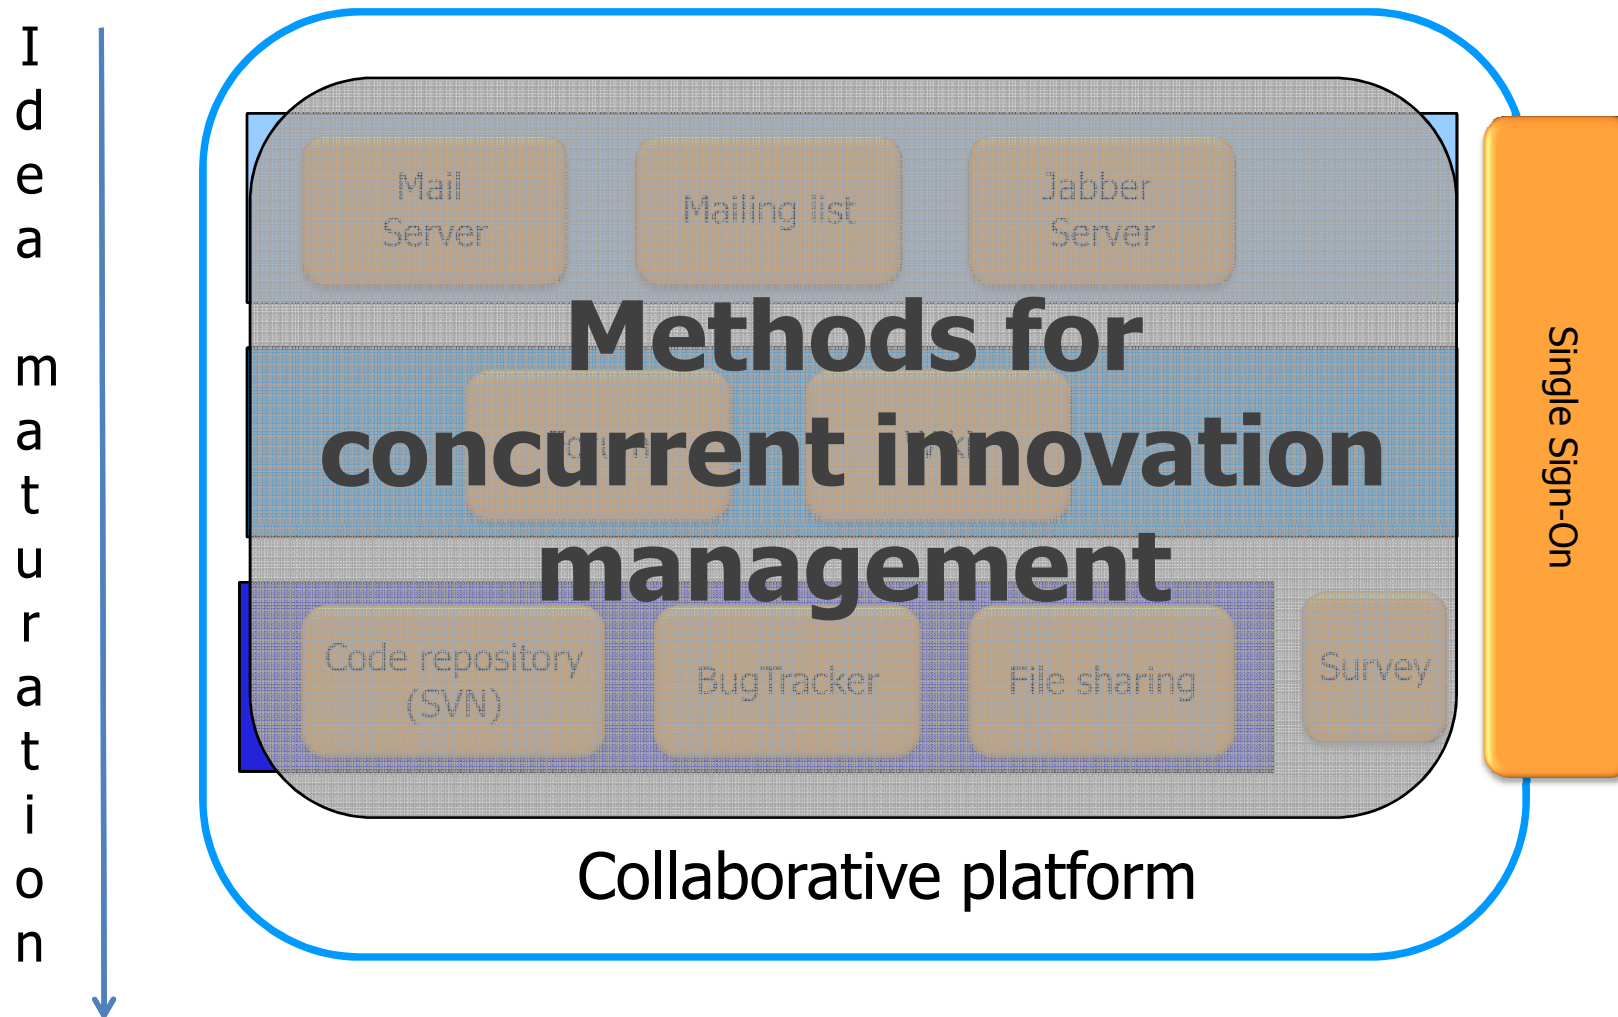 Idea maturation
Mail
Server
Mailing list
Jabber
Server
Methods for
concurrent innovation
management
Code repository
(SVN)
BugTracker
File sharing
Survey
Single Sign-On
Collaborative platform